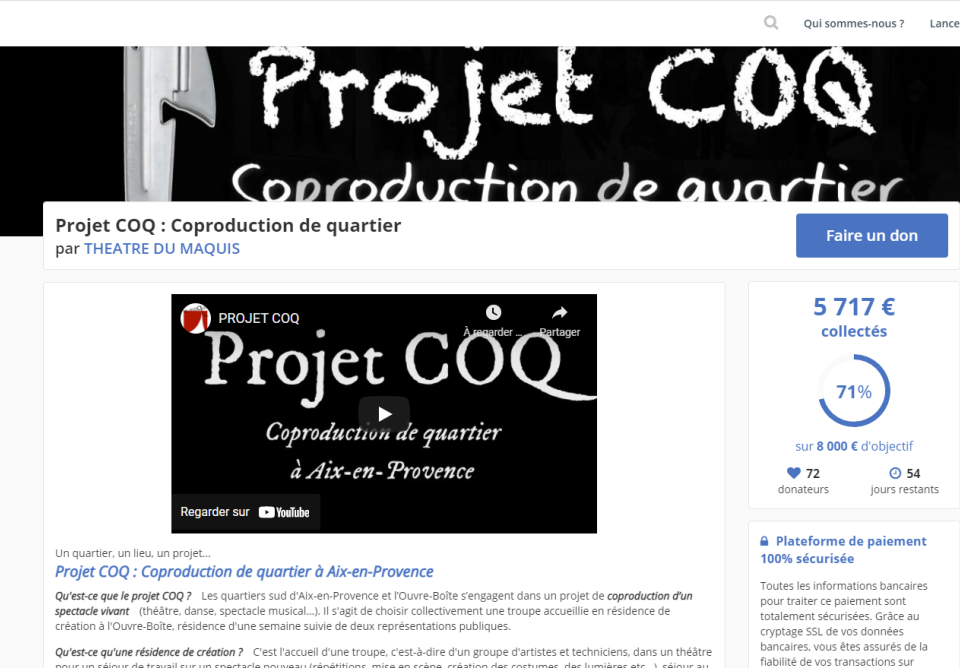 Qui sommes-nous ? Lance
Projet COQ
Coproduction de quartier
Projet COQ : Coproduction de quartier
par THEATRE DU MAQUIS
Faire un don
PROJET COQ
À regarder ... Partager
Projet COQ
Coproduction de quartier
à Aix-en-Provence
Regarder sur YouTube
Un quartier, un lieu, un projet...
Projet COQ : Coproduction de quartier à Aix-en-Provence
Qu'est-ce que le projet COQ ? Les quartiers sud d'Aix-en-Provence et l'Ouvre-Boîte s'engagent dans un projet de coproduction d'un
spectacle vivant (théâtre, danse, spectacle musical...). Il s'agit de choisir collectivement une troupe accueillie en résidence de
création à l'Ouvre-Boîte, résidence d'une semaine suivie de deux représentations publiques.
Qu'est-ce qu'une résidence de création ? C'est l'accueil d'une troupe, c'est-à-dire d'un groupe d'artistes et techniciens, dans un théâtre
pour un séjour de travail sur un spectacle nouveau (répétitions, mise en scène, création des costumes, des lumières etc...), séjour au
5 717 €
collectés
71%
sur 8 000 € d'objectif
72 54
donateurs jours restants
Plateforme de paiement
100% sécurisée
Toutes les informations bancaires
pour traiter ce paiement sont
totalement sécurisées. Grâce au
cryptage SSL de vos données
bancaires, vous êtes assurés de la
fiabilité de vos transactions sur